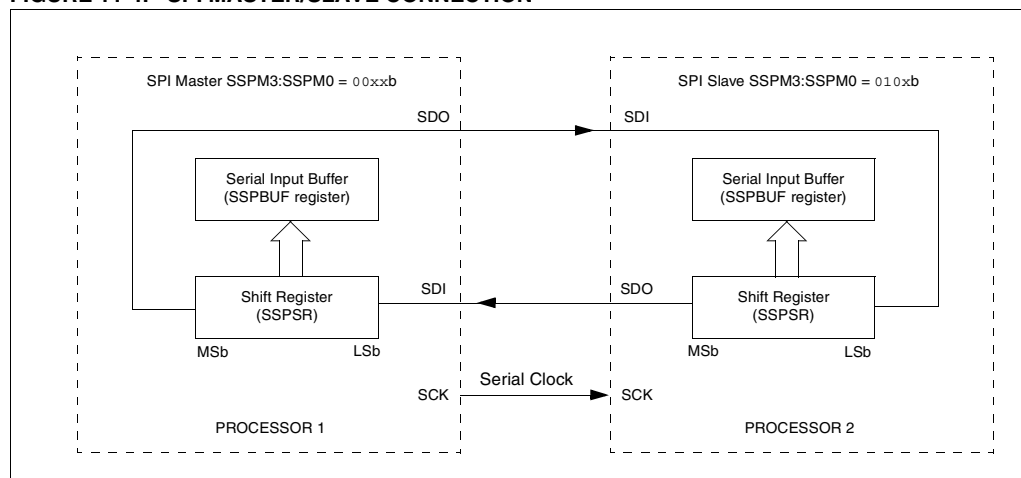 SPI Master SSPM3:SSPM0 = 00xxb
SPI Slave SSPM3:SSPM0 = 010xb
SDO
SDI
Serial Input Buffer
(SSPBUF register)
Serial Input Buffer
(SSPBUF register)
SDI
SDO
Shift Register
(SSPSR)
Shift Register
(SSPSR)
MSb
LSb
MSb
LSb
Serial Clock
SCK
SCK
PROCESSOR 1
PROCESSOR 2